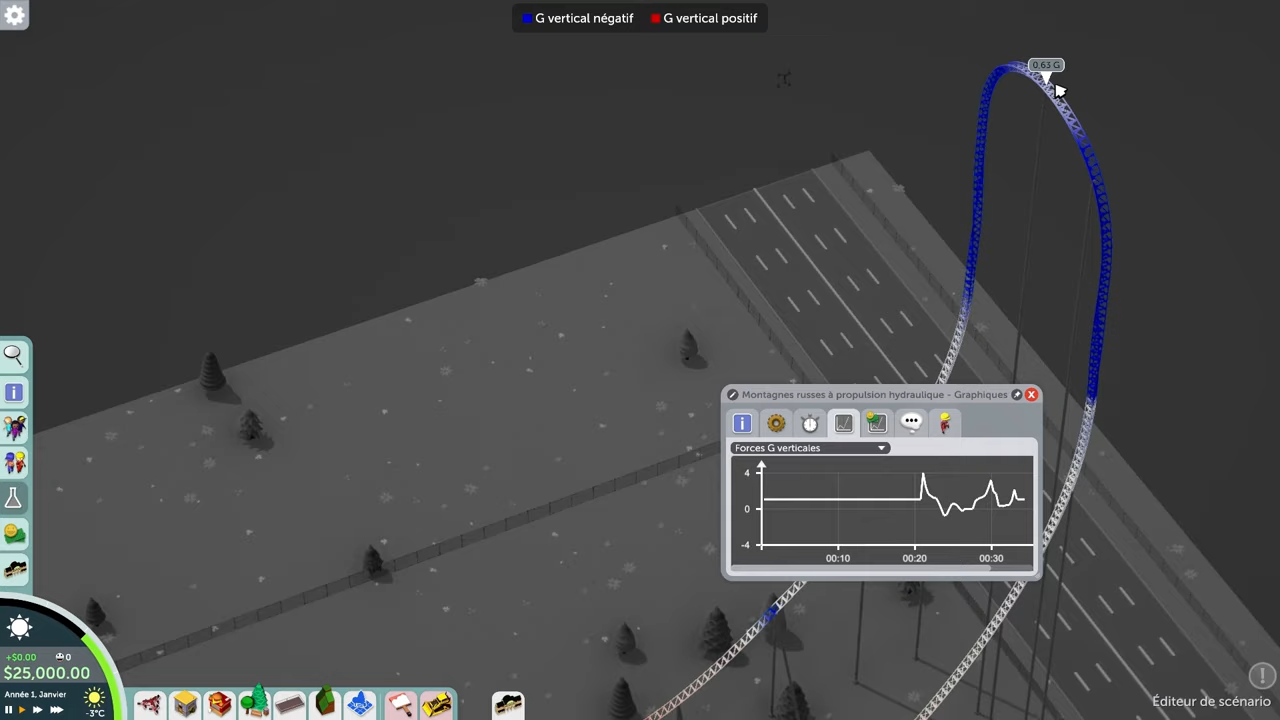 G vertical négatif G vertical positif
0.63 G
Montagnes russes à propulsion hydraulique - Graphiques
Forces G verticales
4
0
-4
00:10 00:20 00:30
+$0.00 0
$25,000.00
Année 1, Janvier
-3°C
Éditeur de scénario